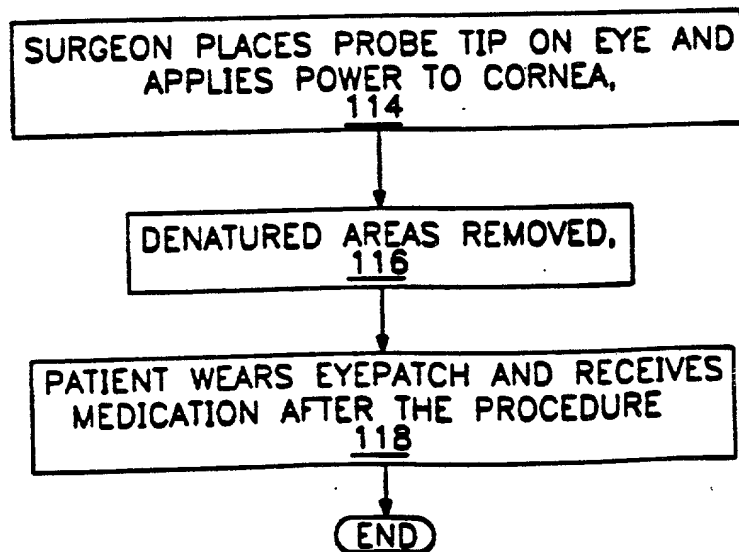 SURGEON PLACES PROBE TIP ON EYE AND
APPLIES POWER TO CORNEA,
114
DENATURED AREAS REMOVED,
116
PATIENT WEARS EYEPATCH AND RECEIVES
MEDICATION AFTER THE PROCEDURE
118
END